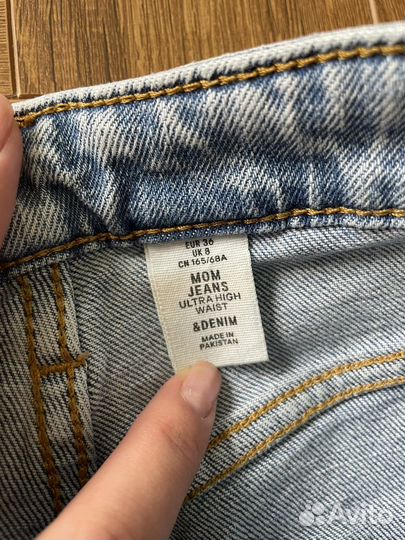 EUR 36
UK 8
CN 165/68A
MOM
JEANS
ULTRA HIGH
WAIST
&DENIM
MADE IN
PAKISTAN
Avito